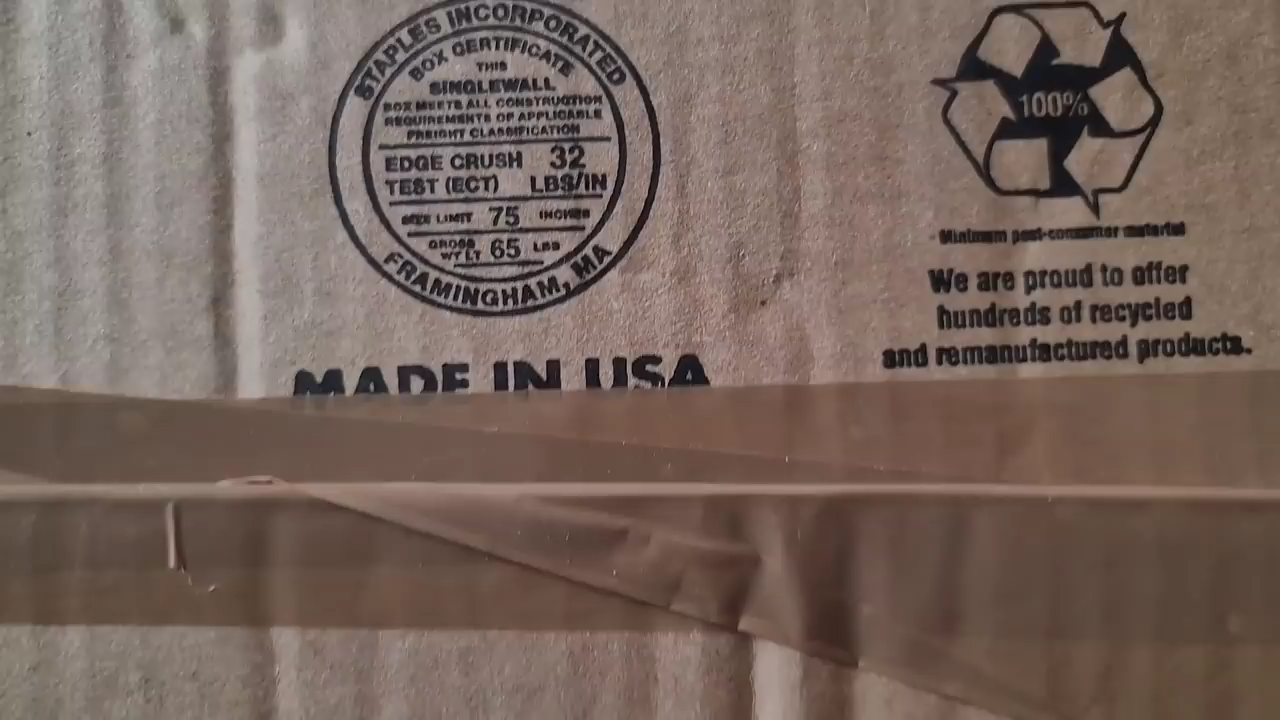 STAPLES INCORPORATED
BOX CERTIFICATE
THIS
SINGLEWALL
BOX MEETS ALL CONSTRUCTION
REQUIREMENTS OF APPLICABLE
FREIGHT CLASSIFICATION
EDGE CRUSH 32
TEST (ECT) LBS/IN
SIZE LIMIT 75 INCHES
GROSS
WT LT 65 LBS
FRAMINGHAM, MA
MADE IN USA
100%
Minimum post-consumer material
We are proud to offer
hundreds of recycled
and remanufactured products.